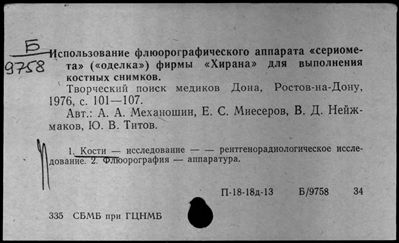 Б
9758
Использование флюорографического аппарата «сериоме-
та» («оделка») фирмы «Хирана» для выполнения
костных снимков.
Творческий поиск медиков Дона, Ростов-на-Дону,
1976, с. 101—107.
Авт.: А. А. Механошин, Е. С. Миесеров, В. Д. Нейж-
маков, Ю. В. Титов.
1. Кости — исследование — — рентгенорадиологическое иссле-
дование. 2. Флюорография — аппаратура.
П-18-18д-13 Б/9758 34
335 СБМБ при ГЦНМБ